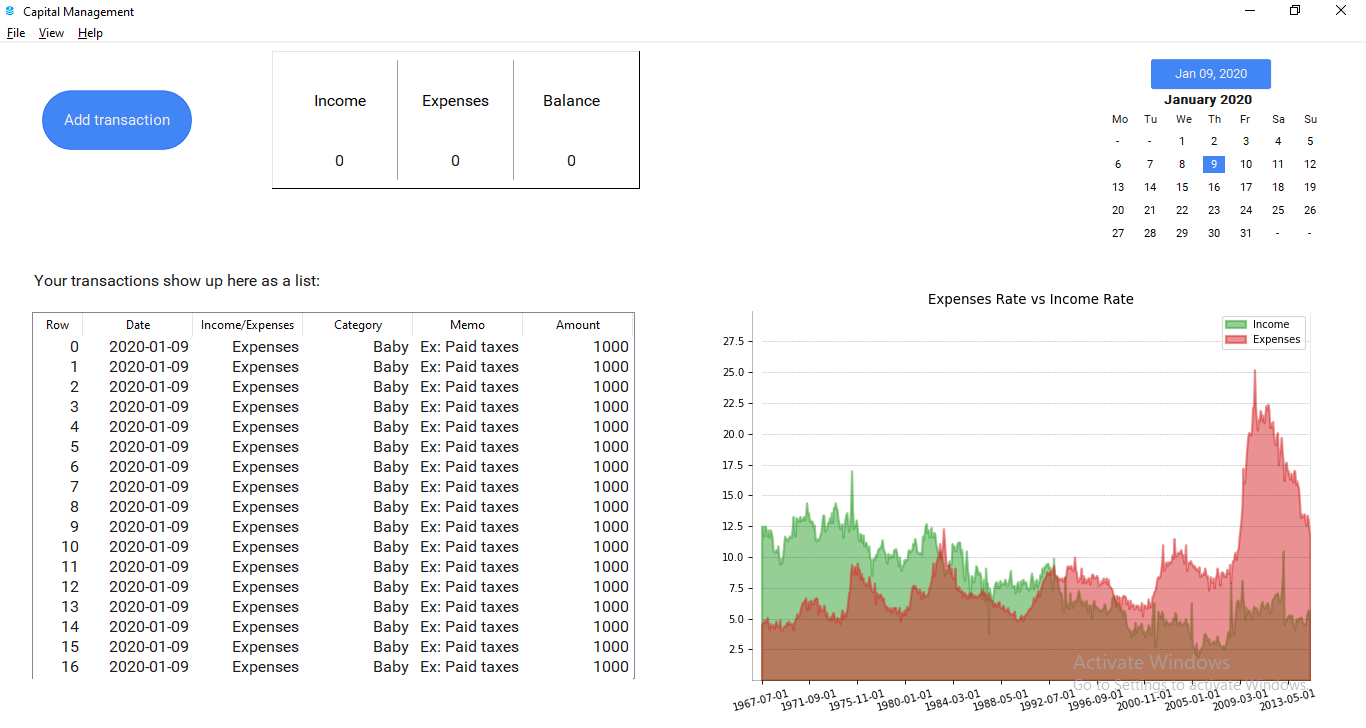 Capital Management
File View Help
Add transaction
Income Expenses Balance
0 0 0
Jan 09, 2020
January 2020
Mo Tu We Th Fr Sa Su
- - 1 2 3 4 5
6 7 8 9 10 11 12
13 14 15 16 17 18 19
20 21 22 23 24 25 26
27 28 29 30 31 - -
Your transactions show up here as a list:
Row Date Income/Expenses Category Memo Amount
0 2020-01-09 Expenses Baby Ex: Paid taxes 1000
1 2020-01-09 Expenses Baby Ex: Paid taxes 1000
2 2020-01-09 Expenses Baby Ex: Paid taxes 1000
3 2020-01-09 Expenses Baby Ex: Paid taxes 1000
4 2020-01-09 Expenses Baby Ex: Paid taxes 1000
5 2020-01-09 Expenses Baby Ex: Paid taxes 1000
6 2020-01-09 Expenses Baby Ex: Paid taxes 1000
7 2020-01-09 Expenses Baby Ex: Paid taxes 1000
8 2020-01-09 Expenses Baby Ex: Paid taxes 1000
9 2020-01-09 Expenses Baby Ex: Paid taxes 1000
10 2020-01-09 Expenses Baby Ex: Paid taxes 1000
11 2020-01-09 Expenses Baby Ex: Paid taxes 1000
12 2020-01-09 Expenses Baby Ex: Paid taxes 1000
13 2020-01-09 Expenses Baby Ex: Paid taxes 1000
14 2020-01-09 Expenses Baby Ex: Paid taxes 1000
15 2020-01-09 Expenses Baby Ex: Paid taxes 1000
16 2020-01-09 Expenses Baby Ex: Paid taxes 1000
Expenses Rate vs Income Rate
Income
Expenses
27.5
25.0
22.5
20.0
17.5
15.0
12.5
10.0
7.5
5.0
2.5
Activate Windows
Go to Settings to activate Windows.
1967-07-01 1971-09-01 1975-11-01 1980-01-01 1984-03-01 1988-05-01 1992-07-01 1996-09-01 2000-11-01 2005-01-01 2009-03-01 2013-05-01